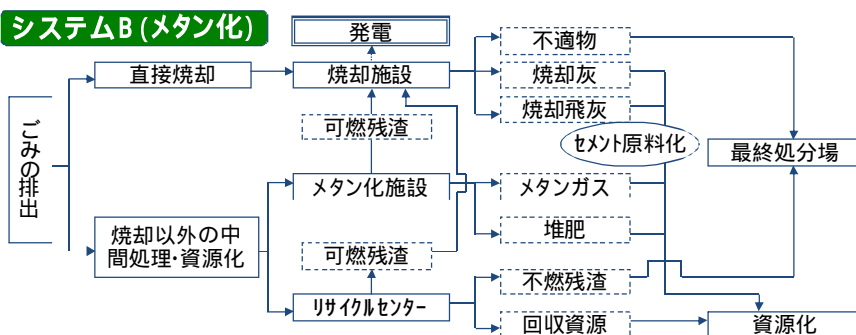 システムB(メタン化)
発電
不適物
直接焼却
焼却施設
焼却灰
焼却飛灰
ごみの排出
可燃残渣
セメント原料化
最終処分場
メタン化施設
メタンガス
堆肥
焼却以外の中
間処理･資源化
可燃残渣
不燃残渣
リサイクルセンター
回収資源
資源化